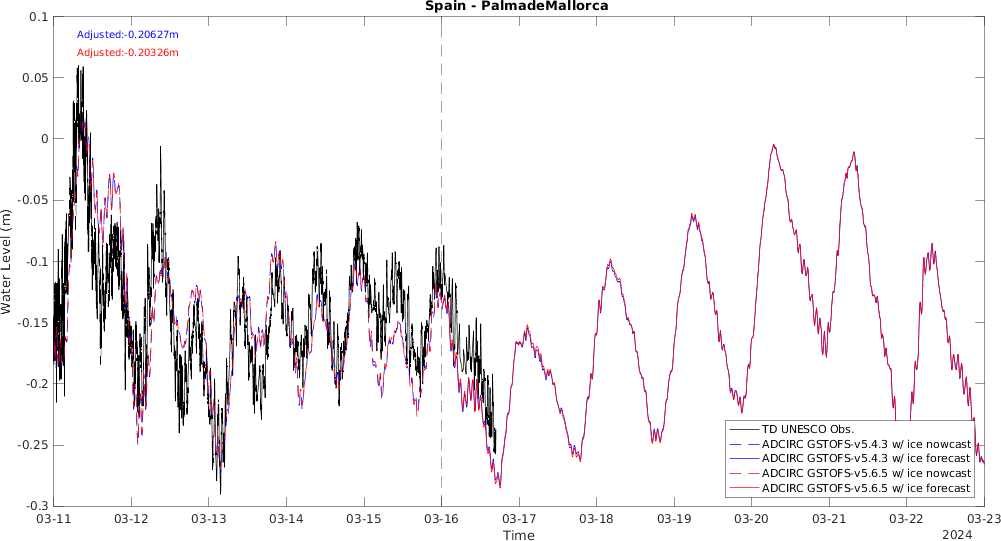 Spain - PalmadeMallorca
0.1
Adjusted:-0.20627m
Adjusted:-0.20326m
0.05
0
-0.05
-0.1
-0.15
-0.2
-0.25
-0.3
Water Level (m)
TD UNESCO Obs.
ADCIRC GSTOFS-v5.4.3 w/ ice nowcast
ADCIRC GSTOFS-v5.4.3 w/ ice forecast
ADCIRC GSTOFS-v5.6.5 w/ ice nowcast
ADCIRC GSTOFS-v5.6.5 w/ ice forecast
03-11 03-12 03-13 03-14 03-15 03-16 03-17 03-18 03-19 03-20 03-21 03-22 03-23
Time
2024